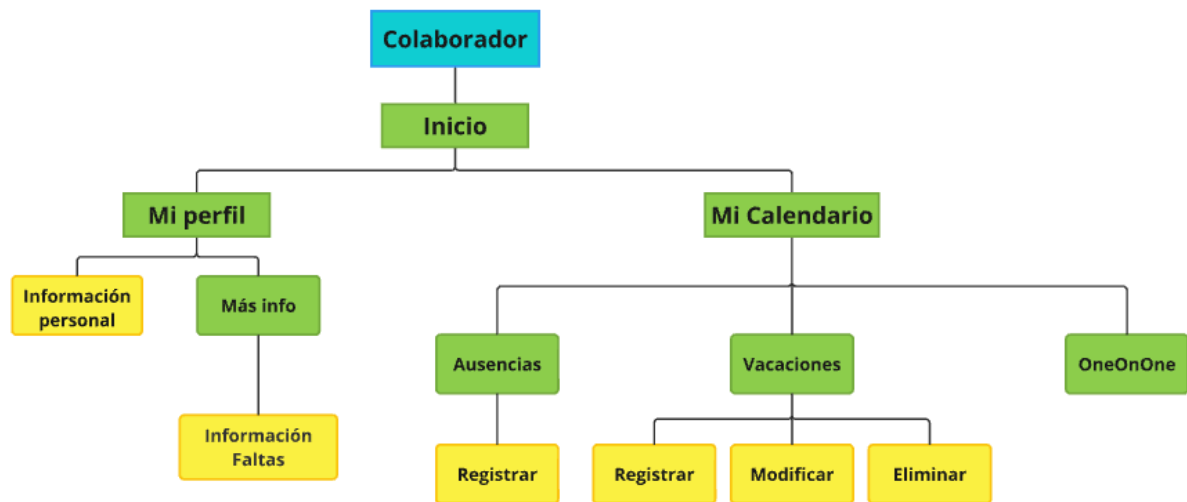 Colaborador
Inicio
Mi perfil
Mi Calendario
Información
personal
Más info
Ausencias
Vacaciones
OneOnOne
Información
Faltas
Registrar
Registrar
Modificar
Eliminar